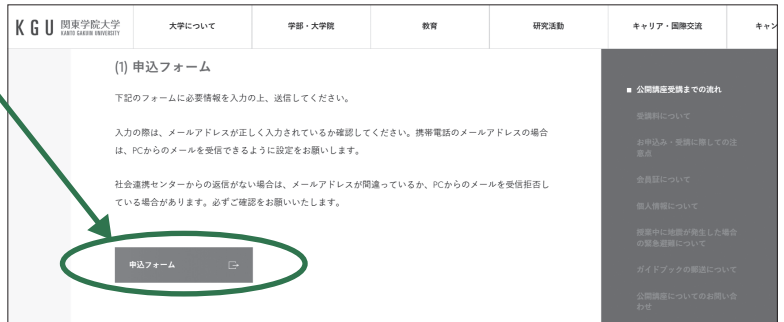 KGU 関東学院大学
KANTO GAKUIN UNIVERSITY
大学について
学部・大学院
教育
研究活動
キャリア・国際交流
キャン
(1) 申込フォーム
下記のフォームに必要情報を入力の上、送信してください。
入力の際は、メールアドレスが正しく入力されているか確認してください。携帯電話のメールアドレスの場合
は、PCからのメールを受信できるように設定をお願いします。
社会連携センターからの返信がない場合は、メールアドレスが間違っているか、PCからのメールを受信拒否し
ている場合があります。必ずご確認をお願いいたします。
申込フォーム
公開講座受講までの流れ
受講料について
お申込み・受講に際しての注
意点
会員証について
個人情報について
授業中に地震が発生した場合
の緊急避難について
ガイドブックの郵送について
公開講座についてのお問い合
わせ